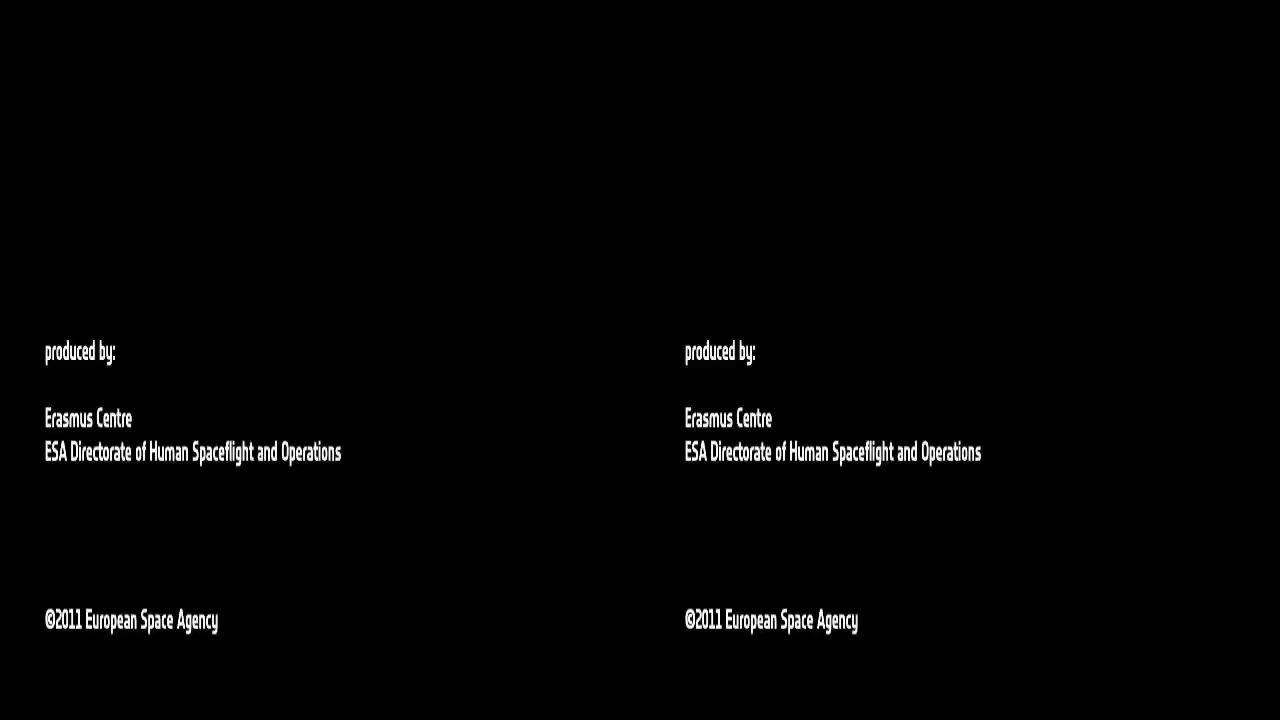 produced by:
Erasmus Centre
ESA Directorate of Human Spaceflight and Operations
©2011 European Space Agency
produced by:
Erasmus Centre
ESA Directorate of Human Spaceflight and Operations
©2011 European Space Agency